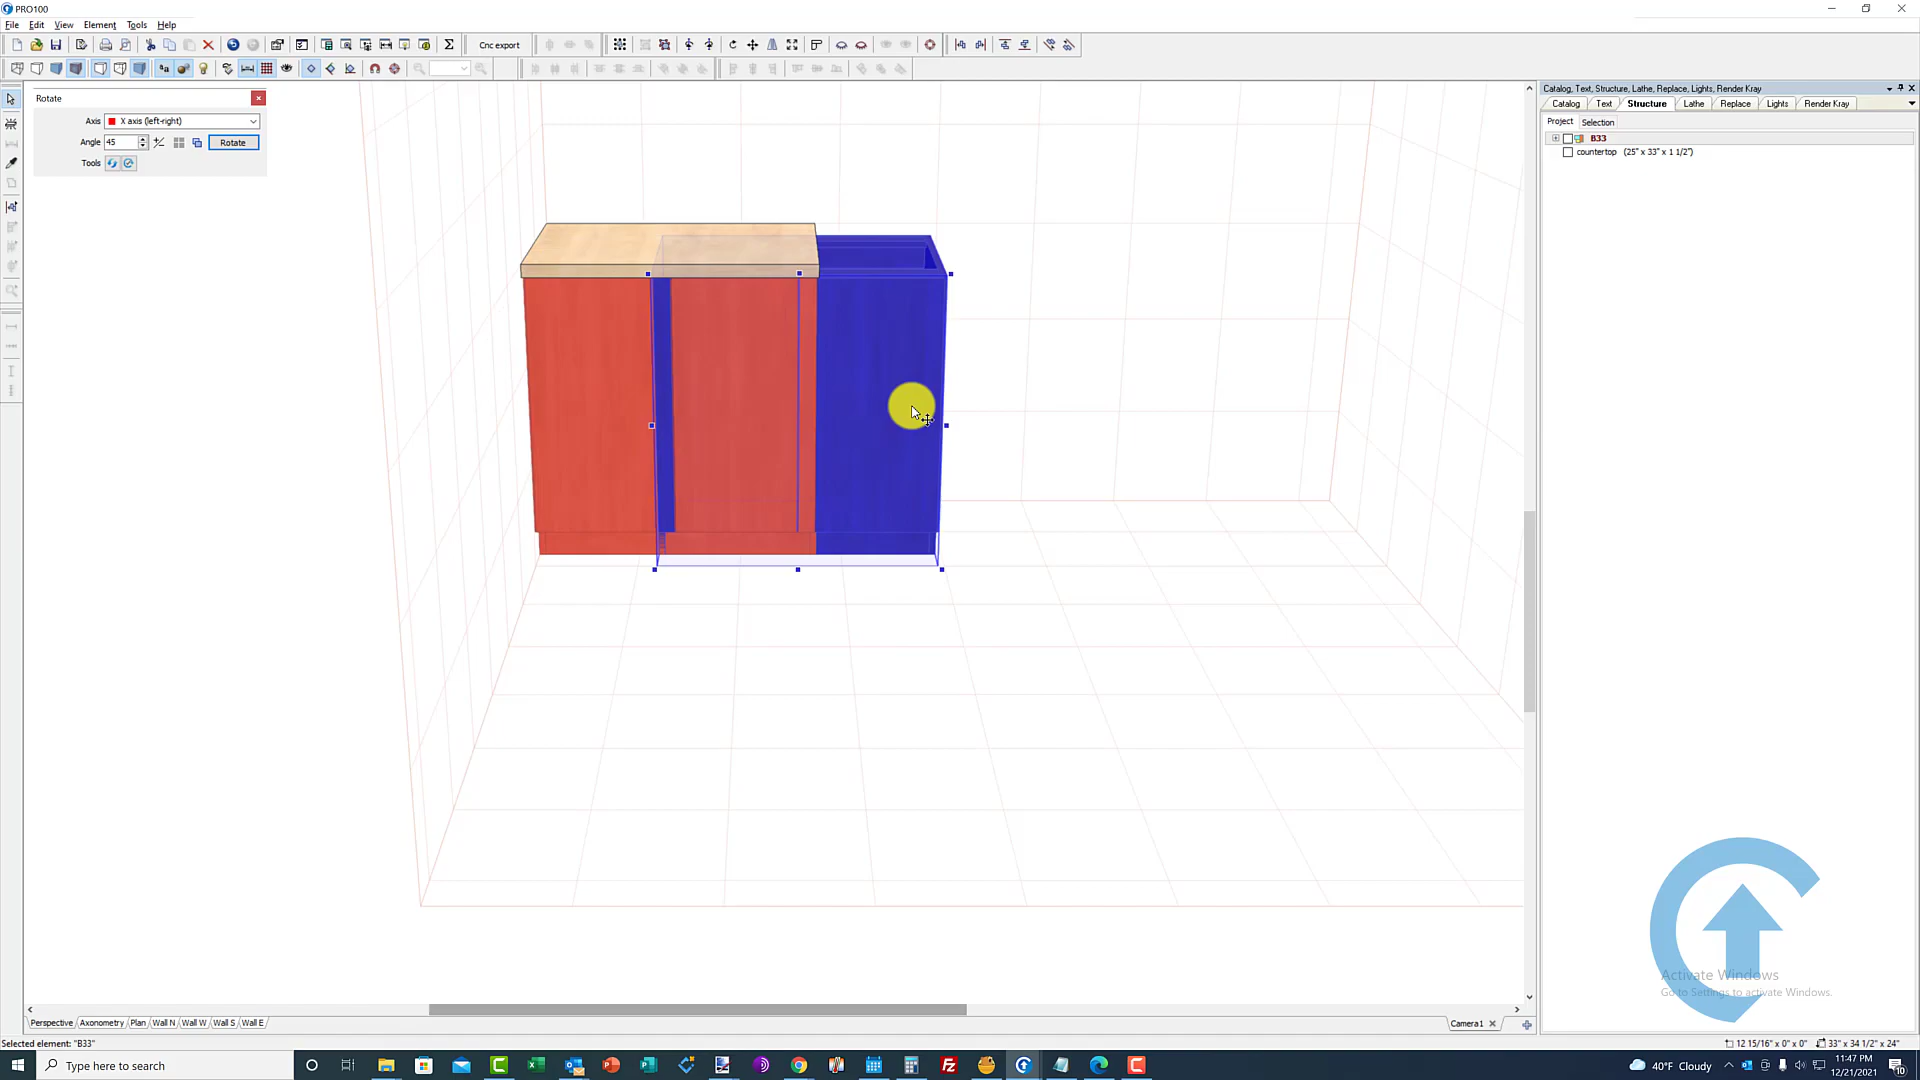 PRO100
File Edit View Element Tools Help
Σ Cnc export
Rotate
Axis X axis (left-right)
Angle 45 Rotate
Tools
Catalog, Text, Structure, Lathe, Replace, Lights, Render Kray
Catalog Text Structure Lathe Replace Lights Render Kray
Project Selection
B33
countertop (25" x 33" x 1 1/2")
Activate Windows
Go to Settings to activate Windows.
Perspective Axonometry Plan Wall N Wall W Wall S Wall E
Camera1
Selected element: "B33"
12 15/16" x 0" x 0" 33" x 34 1/2" x 24"
Type here to search
40°F Cloudy
11:47 PM
12/21/2021
10